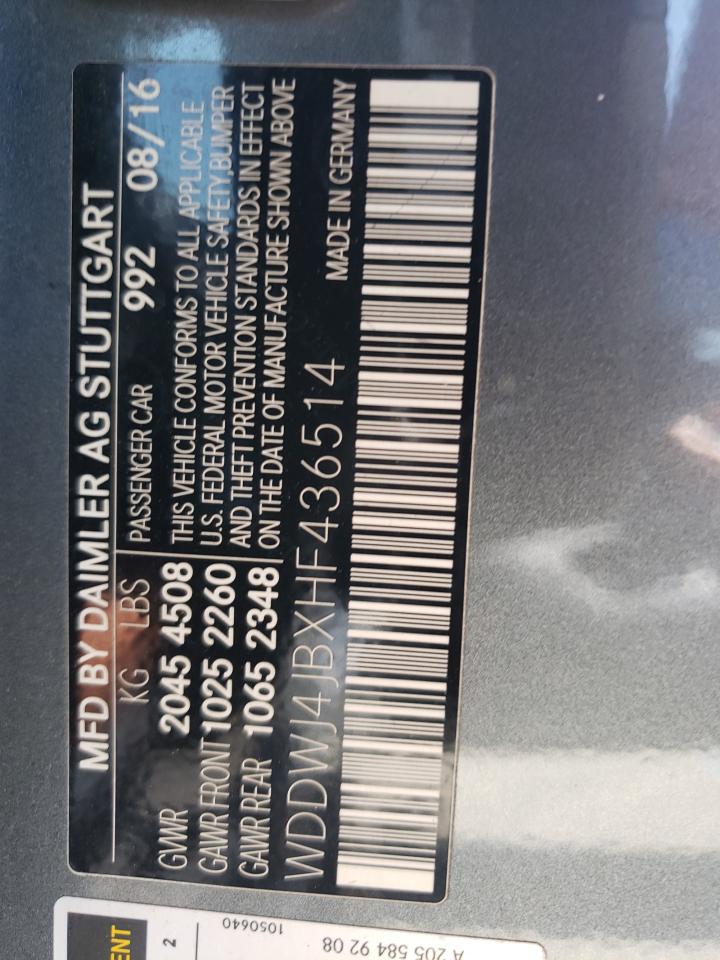 MFD BY DAIMLER AG STUTTGART
KG LBS PASSENGER CAR 992 08/16
GVWR 2045 4508 THIS VEHICLE CONFORMS TO ALL APPLICABLE
GAWR FRONT 1025 2260 U.S. FEDERAL MOTOR VEHICLE SAFETY,BUMPER
GAWR REAR 1065 2348 AND THEFT PREVENTION STANDARDS IN EFFECT
ON THE DATE OF MANUFACTURE SHOWN ABOVE
WDDWJ4JBXHF436514 MADE IN GERMANY
ENT
2
1050640
A 205 584 92 08